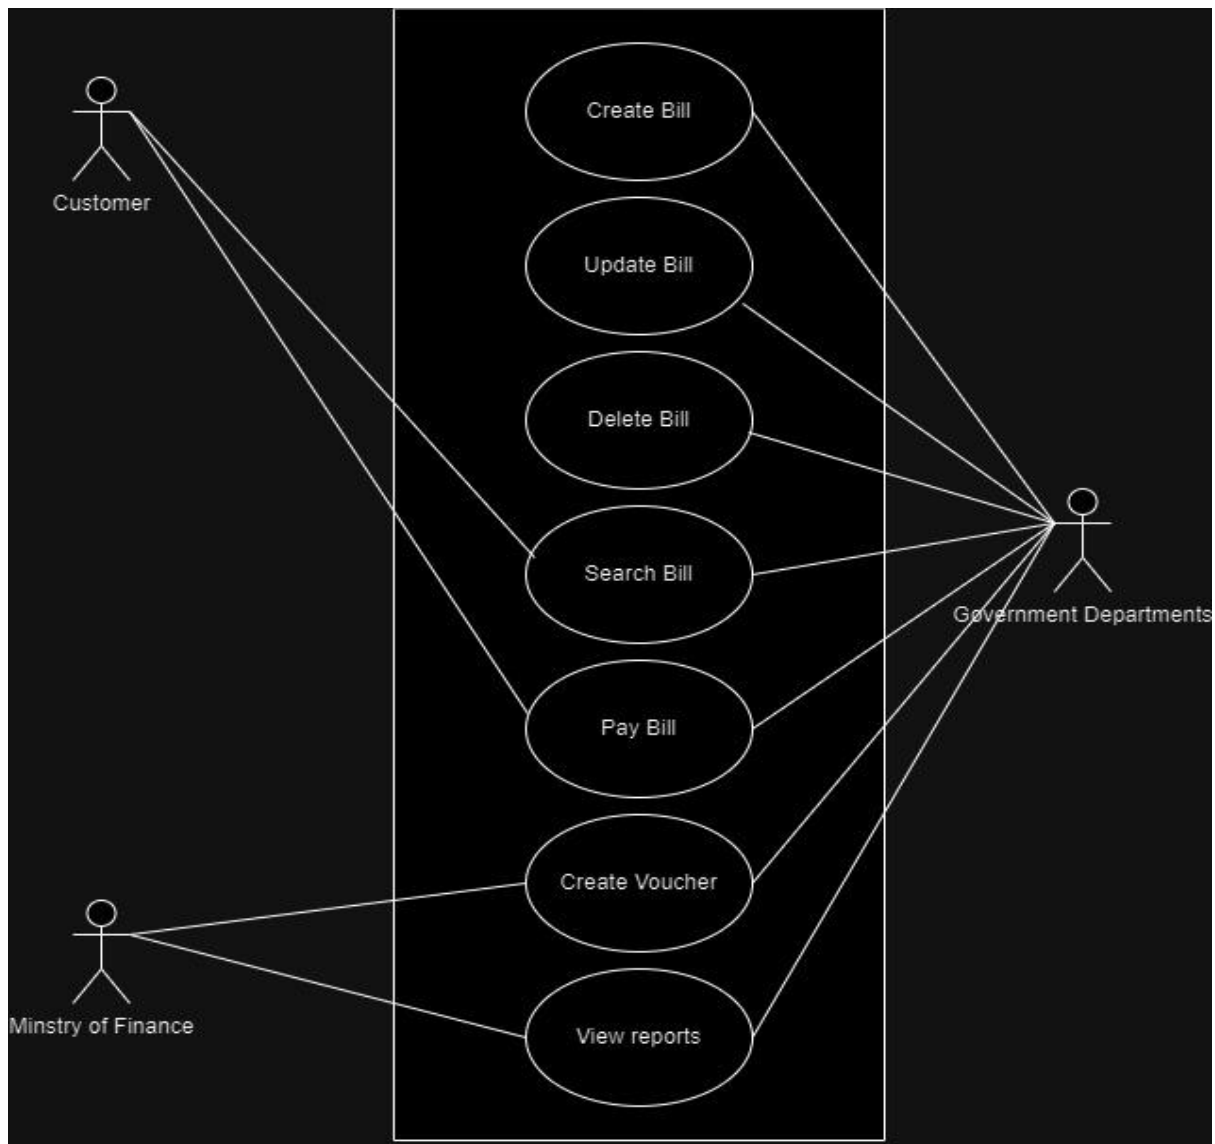 Create Bill
Customer
Update Bill
Delete Bill
Search Bill
Government Departments
Pay Bill
Create Voucher
Minstry of Finance
View reports